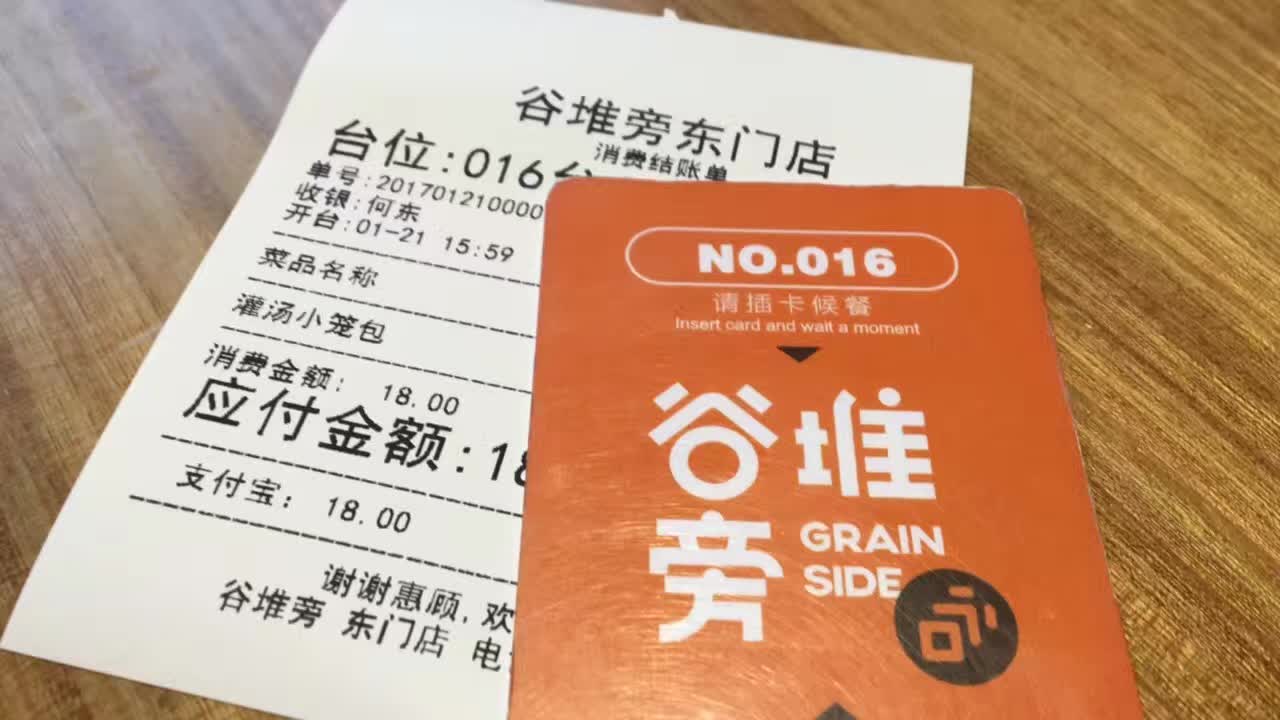 谷堆旁东门店
消费结账单
台位:016台
单号:201701210000
收银:何东
开台:01-21 15:59
菜品名称
灌汤小笼包
消费金额: 18.00
应付金额:18
支付宝: 18.00
谢谢惠顾,欢
谷堆旁 东门店 电
NO.016
请插卡候餐
Insert card and wait a moment
谷堆
旁
GRAIN
SIDE